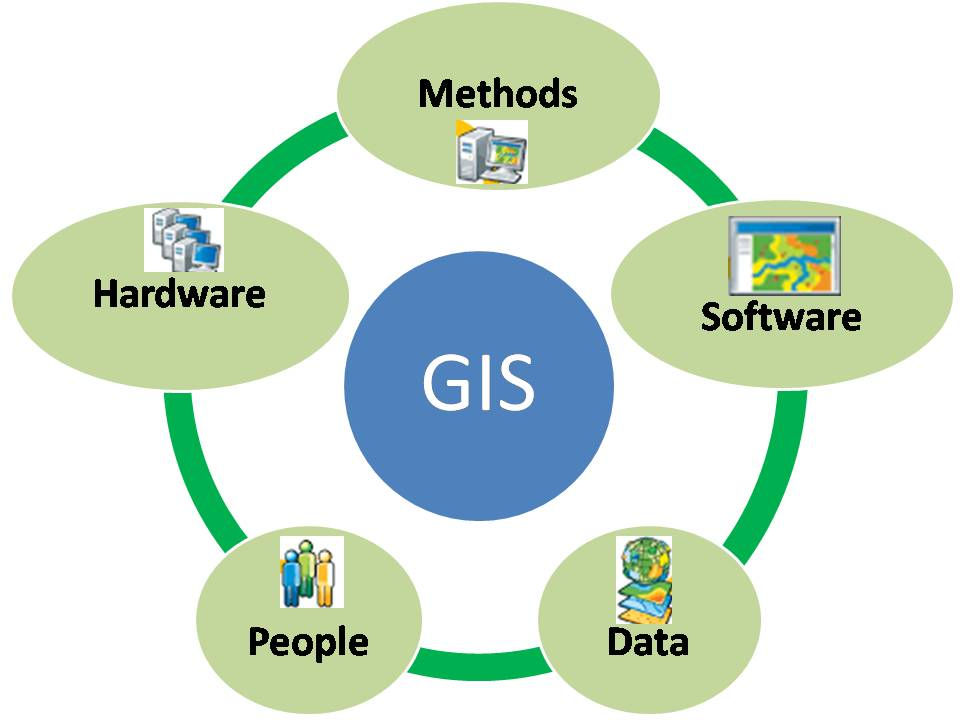 Methods
Hardware
Software
GIS
People
Data